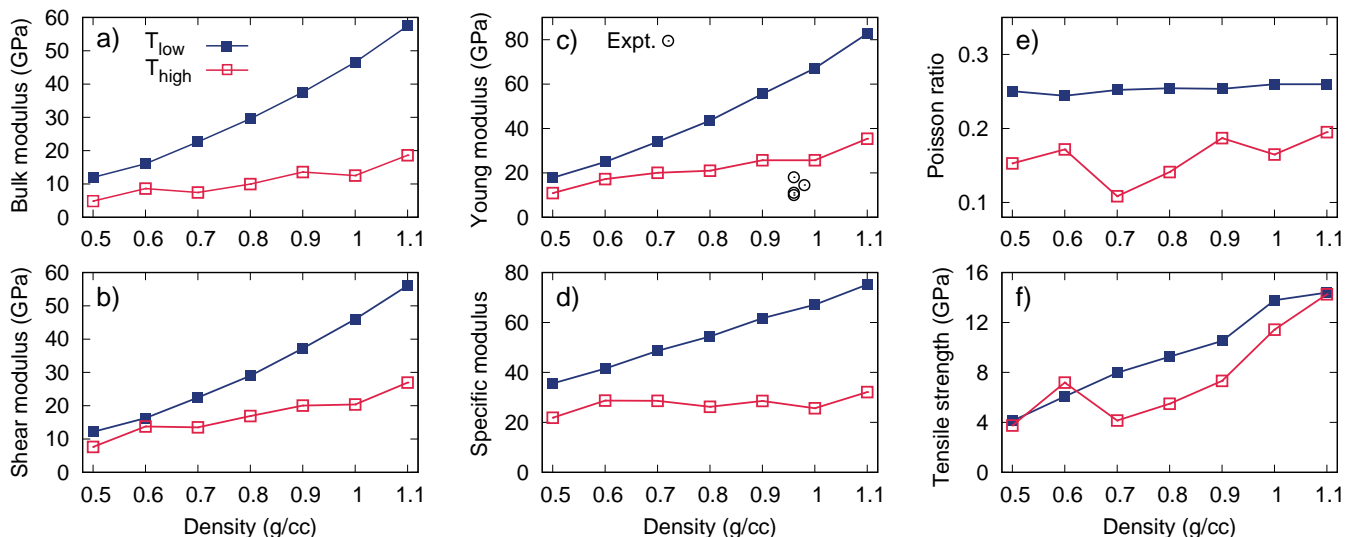 a)
T_low
T_high
Bulk modulus (GPa)
60
50
40
30
20
10
0
0.5 0.6 0.7 0.8 0.9 1 1.1
c)
Expt.
Young modulus (GPa)
80
60
40
20
0
0.5 0.6 0.7 0.8 0.9 1 1.1
e)
Poisson ratio
0.3
0.2
0.1
0.5 0.6 0.7 0.8 0.9 1 1.1
b)
Shear modulus (GPa)
60
50
40
30
20
10
0
0.5 0.6 0.7 0.8 0.9 1 1.1
Density (g/cc)
d)
Specific modulus
80
60
40
20
0
0.5 0.6 0.7 0.8 0.9 1 1.1
Density (g/cc)
f)
Tensile strength (GPa)
16
12
8
4
0
0.5 0.6 0.7 0.8 0.9 1 1.1
Density (g/cc)